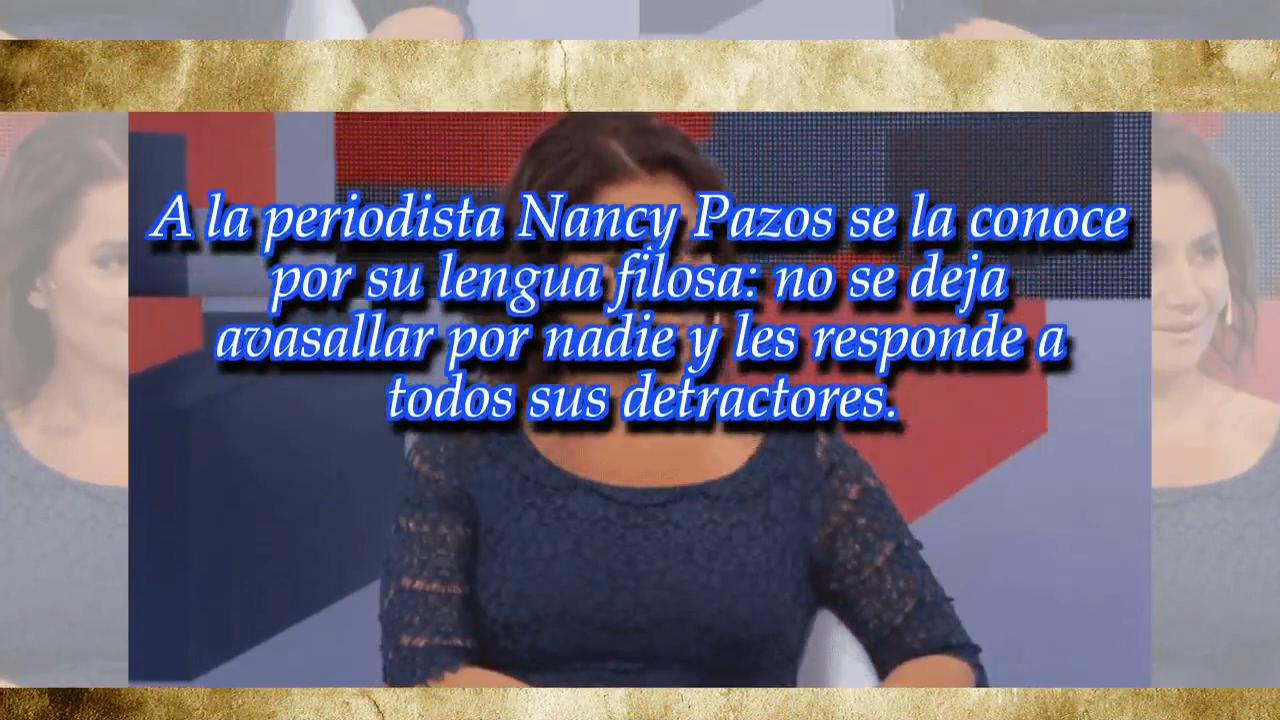 A la periodista Nancy Pazos se la conoce
por su lengua filosa: no se deja
avasallar por nadie y les responde a
todos sus detractores.